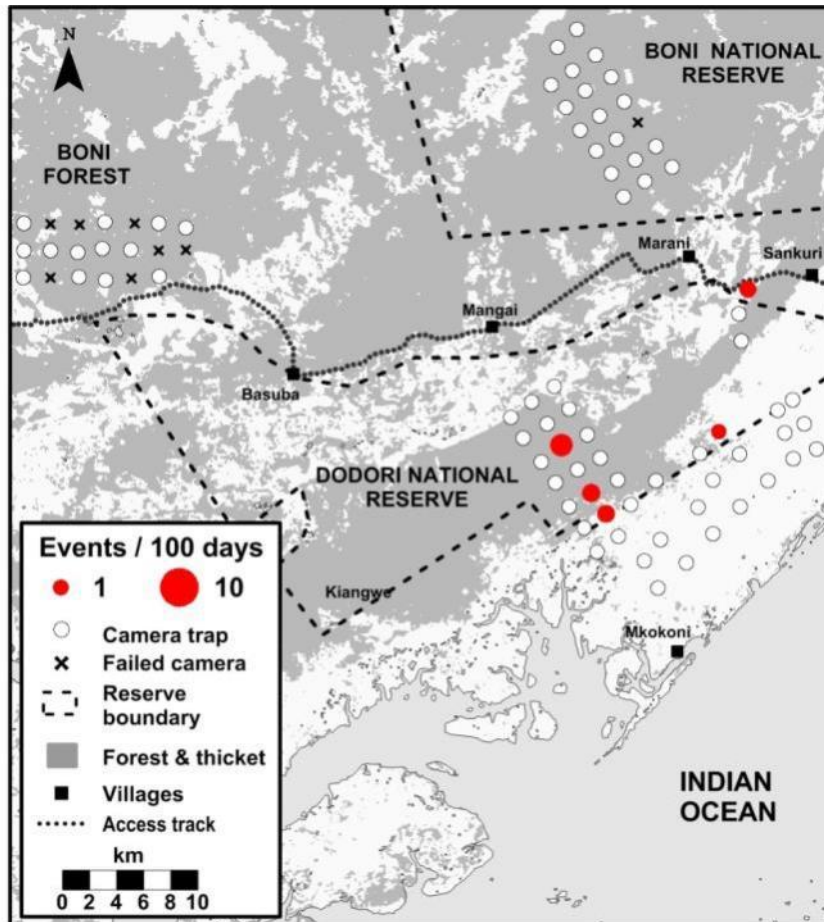 N
BONI NATIONAL
RESERVE
BONI
FOREST
Marani
Sankuri
Mangai
Basuba
DODORI NATIONAL
RESERVE
Kiangwe
Mkokoni
INDIAN
OCEAN
Events / 100 days
1 10
Camera trap
Failed camera
Reserve
boundary
Forest & thicket
Villages
Access track
km
0 2 4 6 8 10